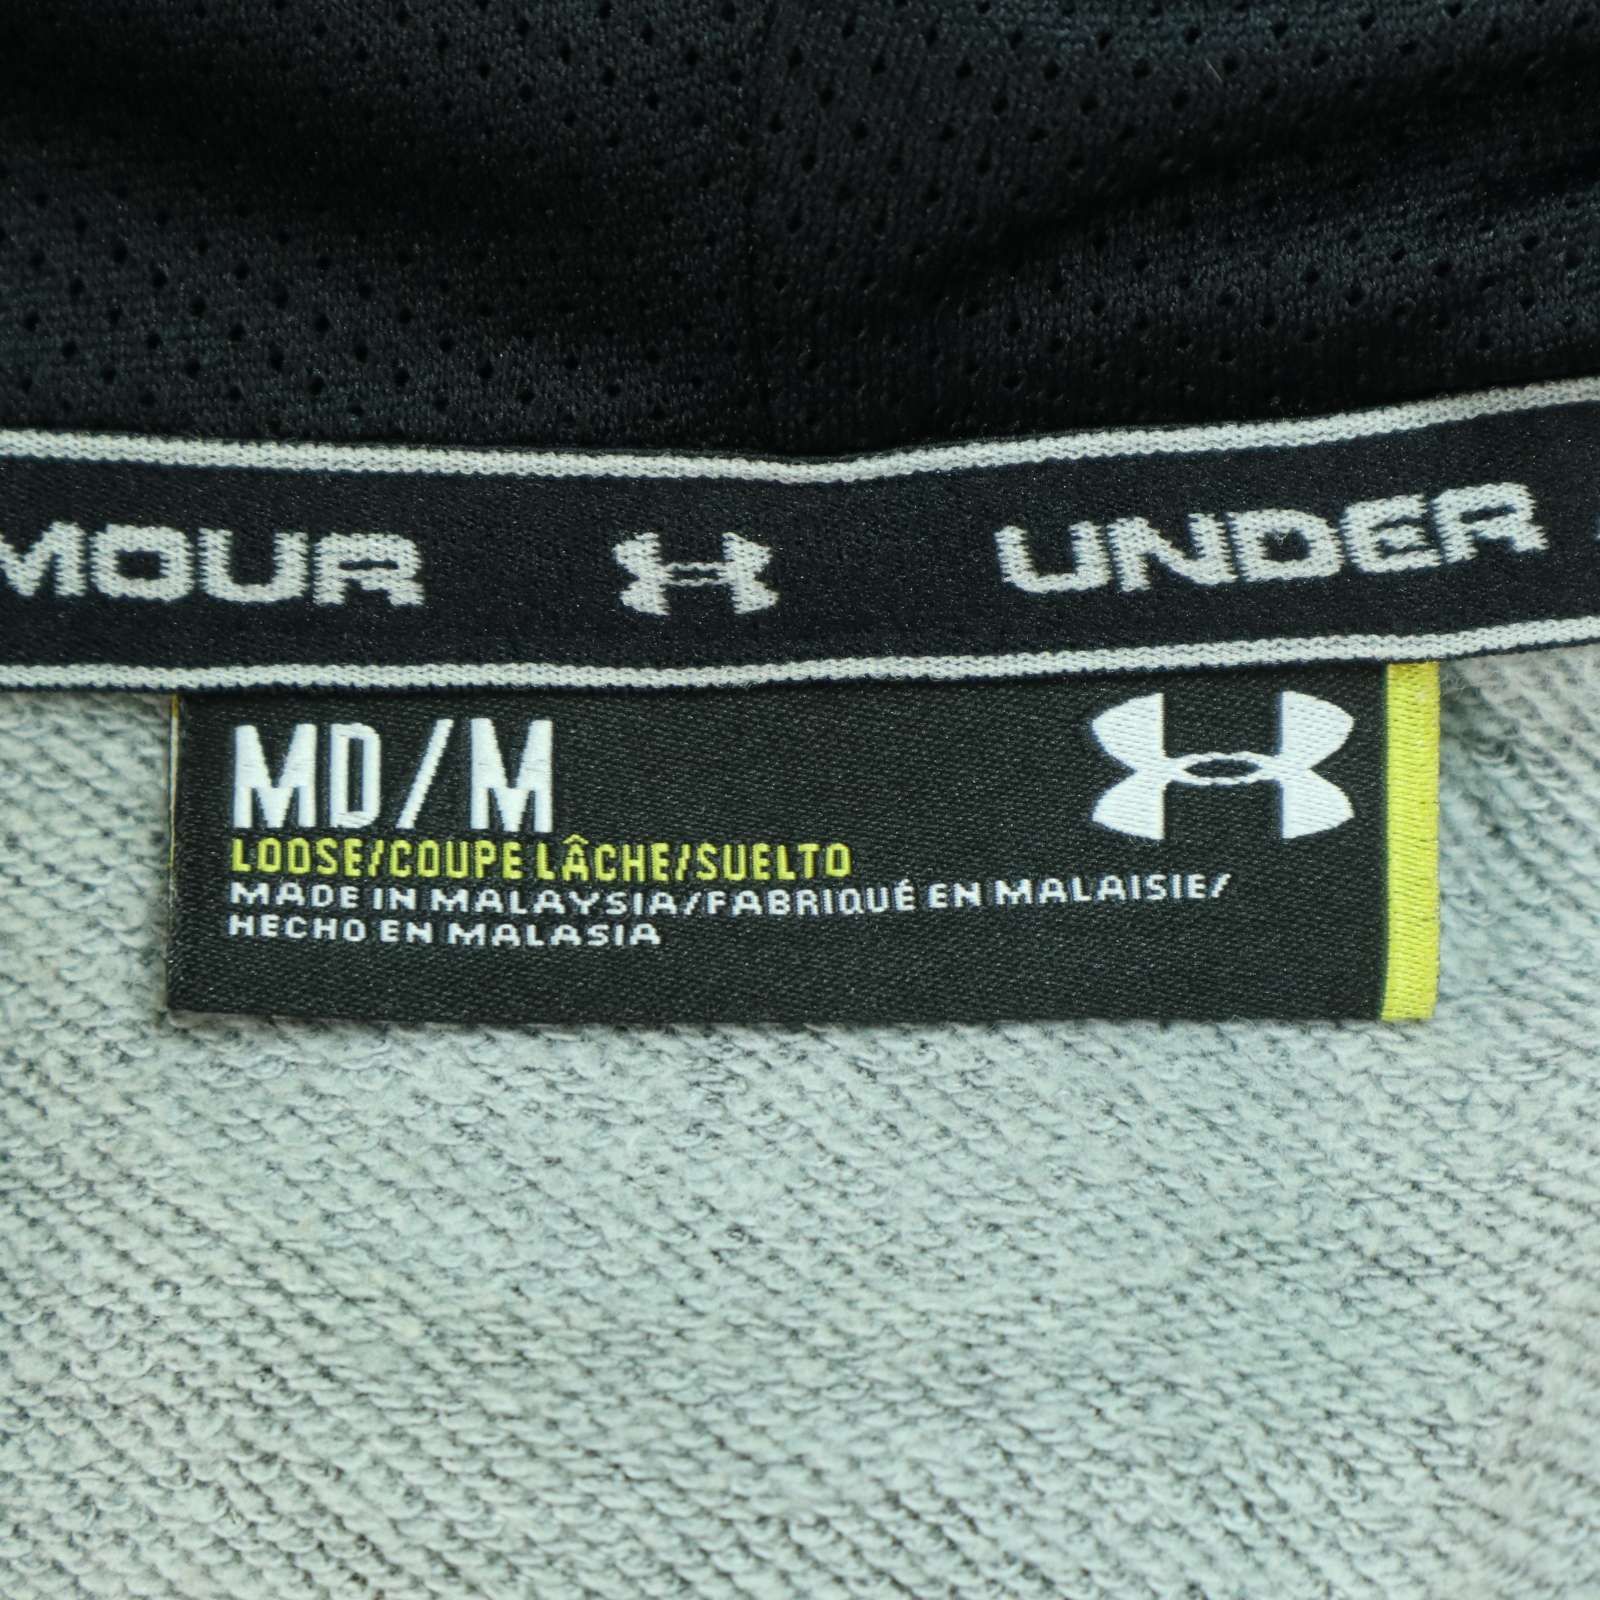 MOUR UNDER
MD/M
LOOSE/COUPE LÂCHE/SUELTO
MADE IN MALAYSIA/FABRIQUÉ EN MALAISIE/
HECHO EN MALASIA